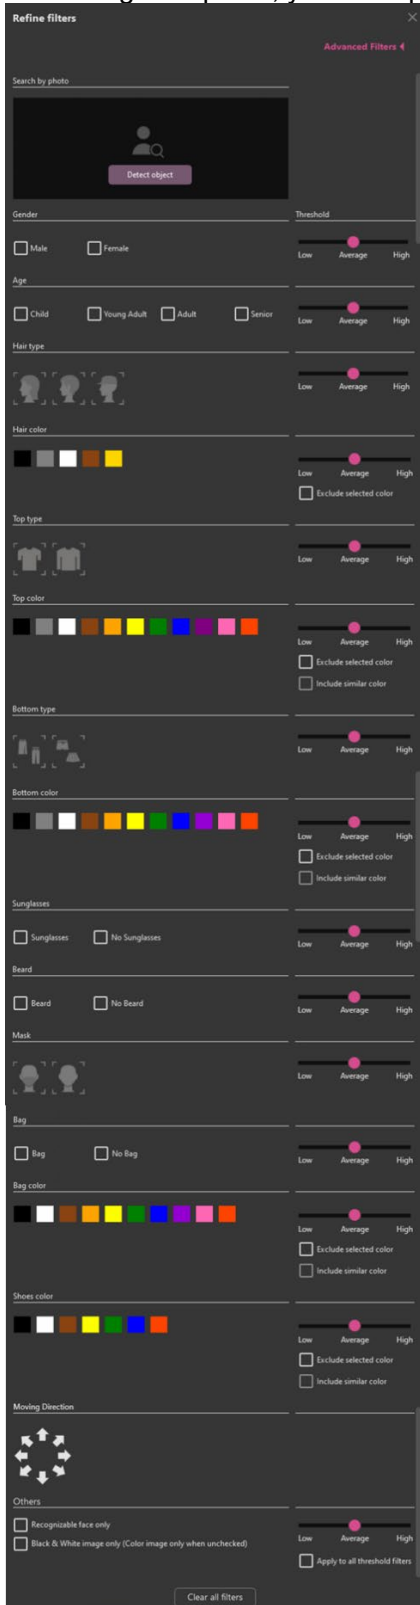 Refine filters
Advanced Filters
Search by photo
Detect object
Gender Threshold
Male Female
Low Average High
Age
Child Young Adult Adult Senior
Low Average High
Hair type
Low Average High
Hair color
Low Average High
Exclude selected color
Top type
Low Average High
Top color
Low Average High
Exclude selected color
Include similar color
Bottom type
Low Average High
Bottom color
Low Average High
Exclude selected color
Include similar color
Sunglasses
Sunglasses No Sunglasses
Low Average High
Beard
Beard No Beard
Low Average High
Mask
Low Average High
Bag
Bag No Bag
Low Average High
Bag color
Low Average High
Exclude selected color
Include similar color
Shoes color
Low Average High
Exclude selected color
Include similar color
Moving Direction
Others
Recognizable face only
Low Average High
Black & White image only (Color image only when unchecked)
Apply to all threshold filters
Clear all filters